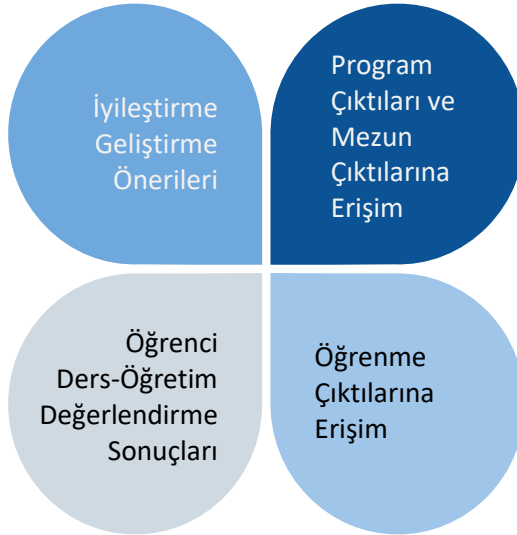 İyileştirme
Geliştirme
Önerileri
Program
Çıktıları ve
Mezun
Çıktılarına
Erişim
Öğrenci
Ders-Öğretim
Değerlendirme
Sonuçları
Öğrenme
Çıktılarına
Erişim